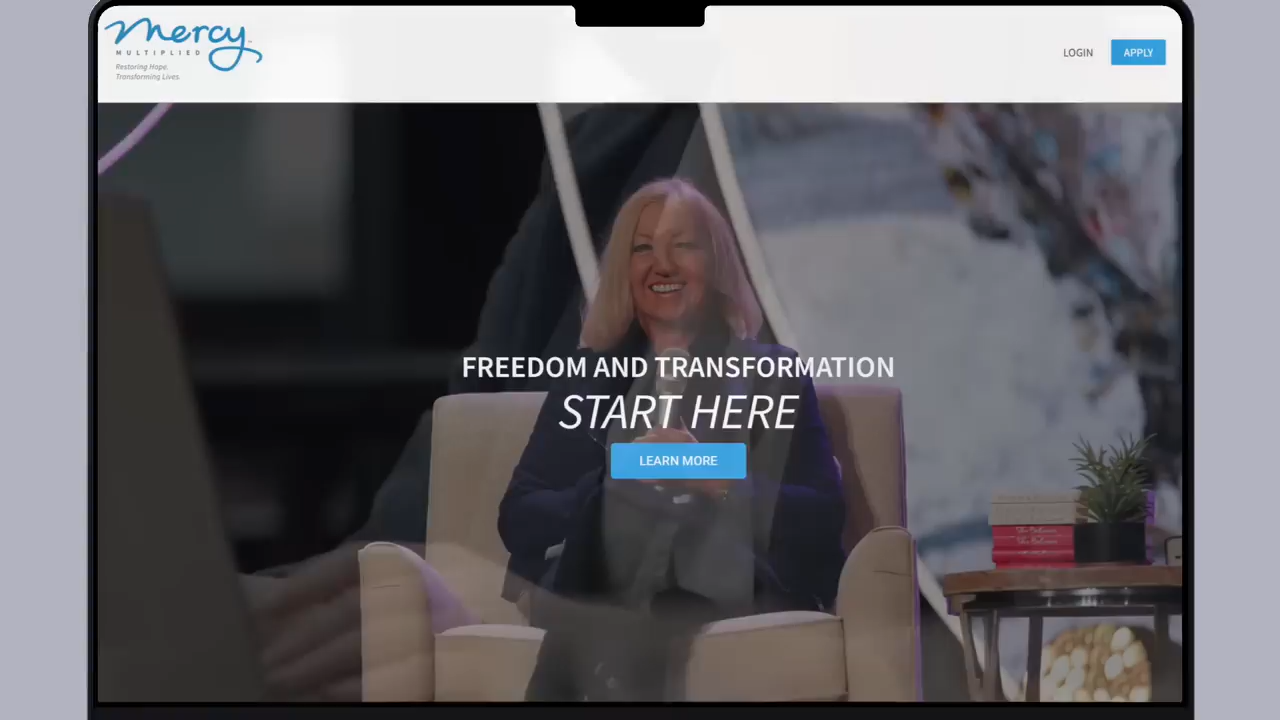 mercy
MULTIPLIED
Restoring Hope.
Transforming Lives.
LOGIN
APPLY
FREEDOM AND TRANSFORMATION
START HERE
LEARN MORE